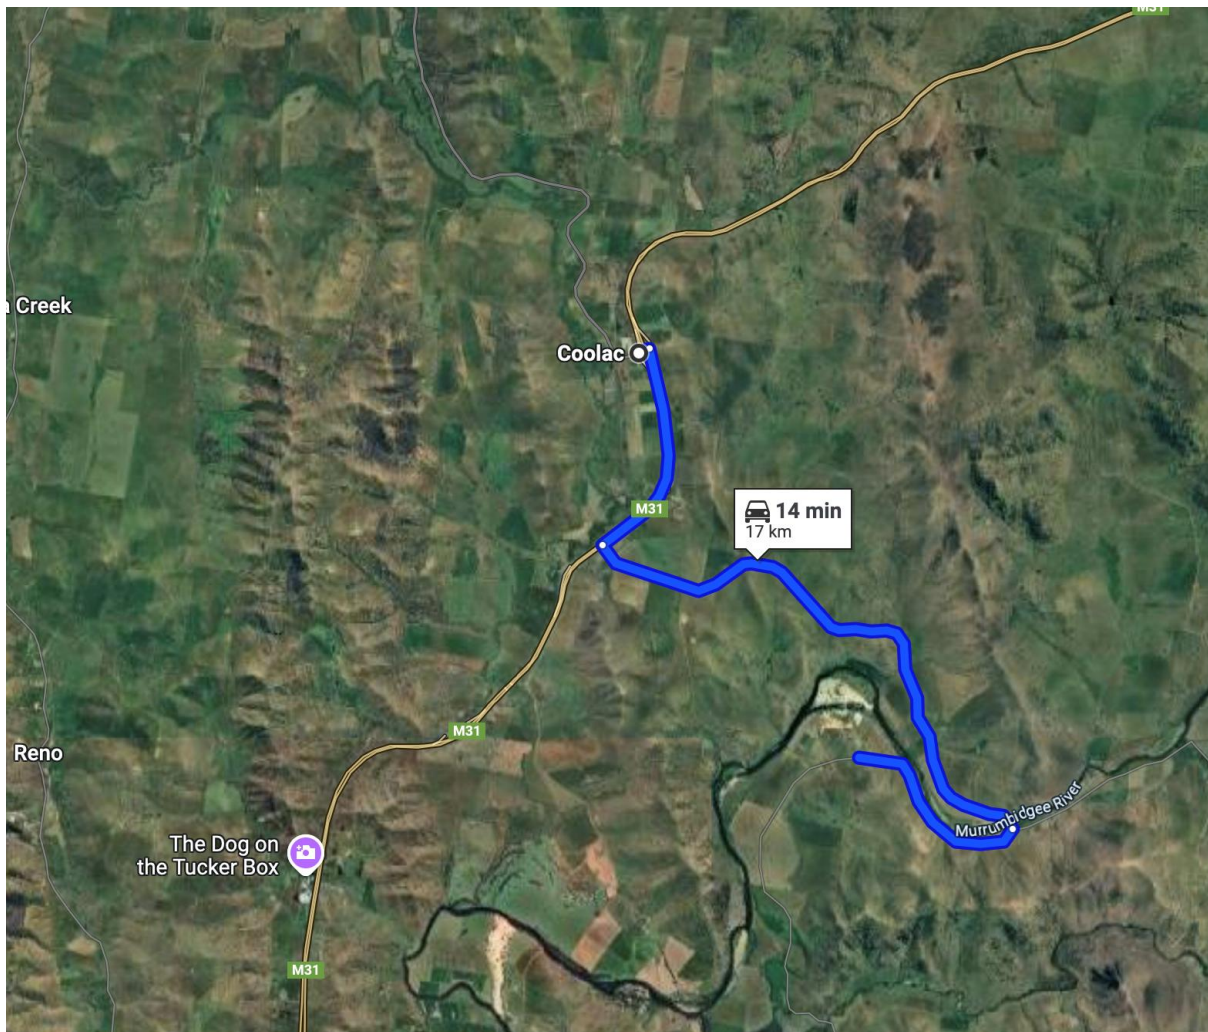 M31
a Creek
Coolac
M31
14 min
17 km
M31
Reno
Murrumbidgee River
The Dog on
the Tucker Box
M31